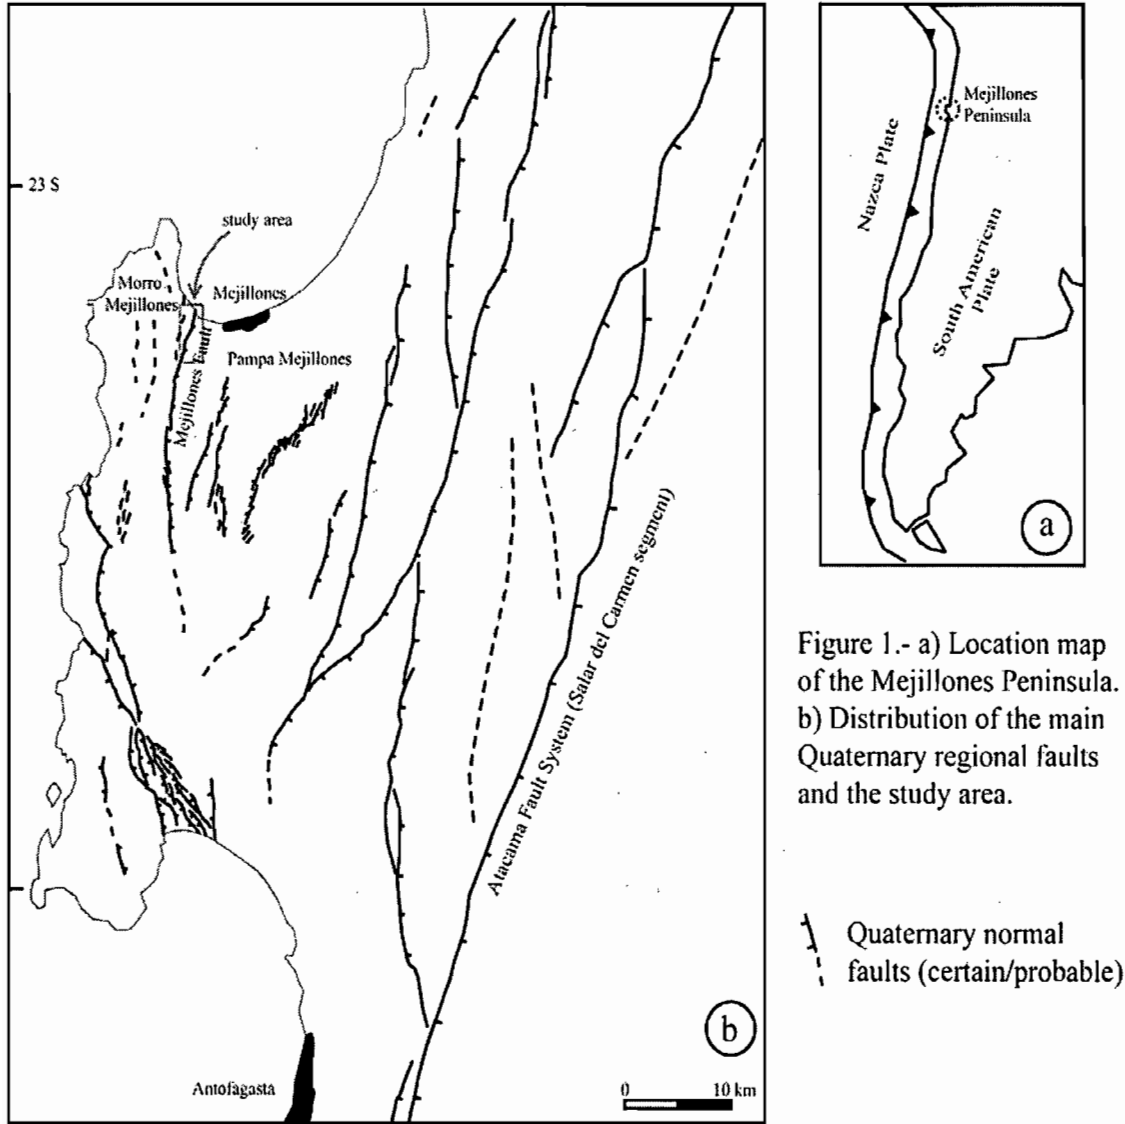 23 S
study area
Morro
Mejillones
Mejillones
Mejillones Fault
Pampa Mejillones
Atacama Fault System (Salar del Carmen segment)
Antofagasta
0 10 km
b
Mejillones
Peninsula
Nazca Plate
South American
Plate
a
Figure 1.- a) Location map
of the Mejillones Peninsula.
b) Distribution of the main
Quaternary regional faults
and the study area.
Quaternary normal
faults (certain/probable)